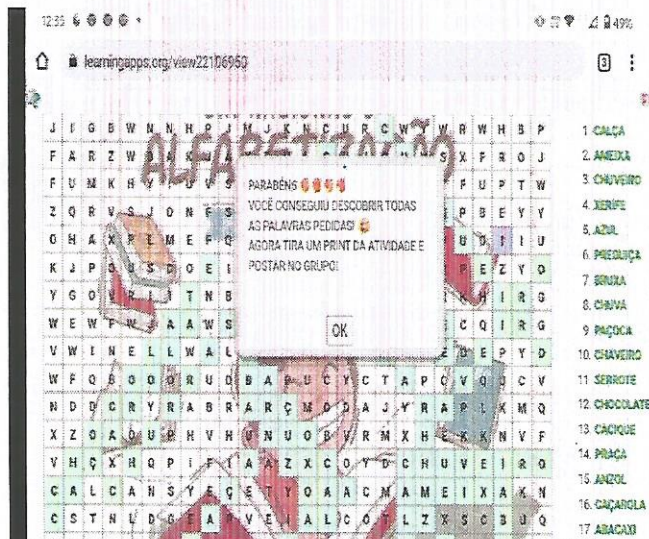 12:35
49%
learningapps.org/view22106950
3
ALFABETIZAÇÃO
PARABÉNS
VOCÊ CONSEGUIU DESCOBRIR TODAS
AS PALAVRAS PEDIDAS!
AGORA TIRA UM PRINT DA ATIVIDADE E
POSTAR NO GRUPO!
OK
J I G B W N N H P J M J K N C U R C W Y W R W H B P
F A R Z W
S X F R O J
F U M K H Y
F U P T W
Z Q R V S J O N
P B E Y Y
O H A X P L M E F
U D I I U
K J P
O E I
P E Z Y O
Y G O
T N B
H I R G
W E W F W A A W S
C Q I R G
V W I N E L L W A L
E D E P Y D
W F Q B O O O R U O B A P U C Y C T A P C V Q U C V
N D D C R Y R A B R A R Ç M O D A J Y R A P L K M Q
X Z O A O U P H V H U N U O B V R M X H E K K N V F
V H Ç X H Q P I F I A A Z X C O Y D C H U V E I R O
C A L C A N S Y E Ç E T Y O A A C M A M E I X A K N
C S T N L D G E A P V E I A L C O T L Z X S C B U Q
1 CALÇA
2. AMEIXA
3. CHUVEIRO
4. XERIFE
5. AZUL
6. PREGUIÇA
7. BRUXA
8. CHUVA
9 PAÇOCA
10. CHAVEIRO
11 SERROTE
12. CHOCOLATE
13 CACIQUE
14. PRAÇA
15. ANZOL
16. CAÇAROLA
17 ABACAXI